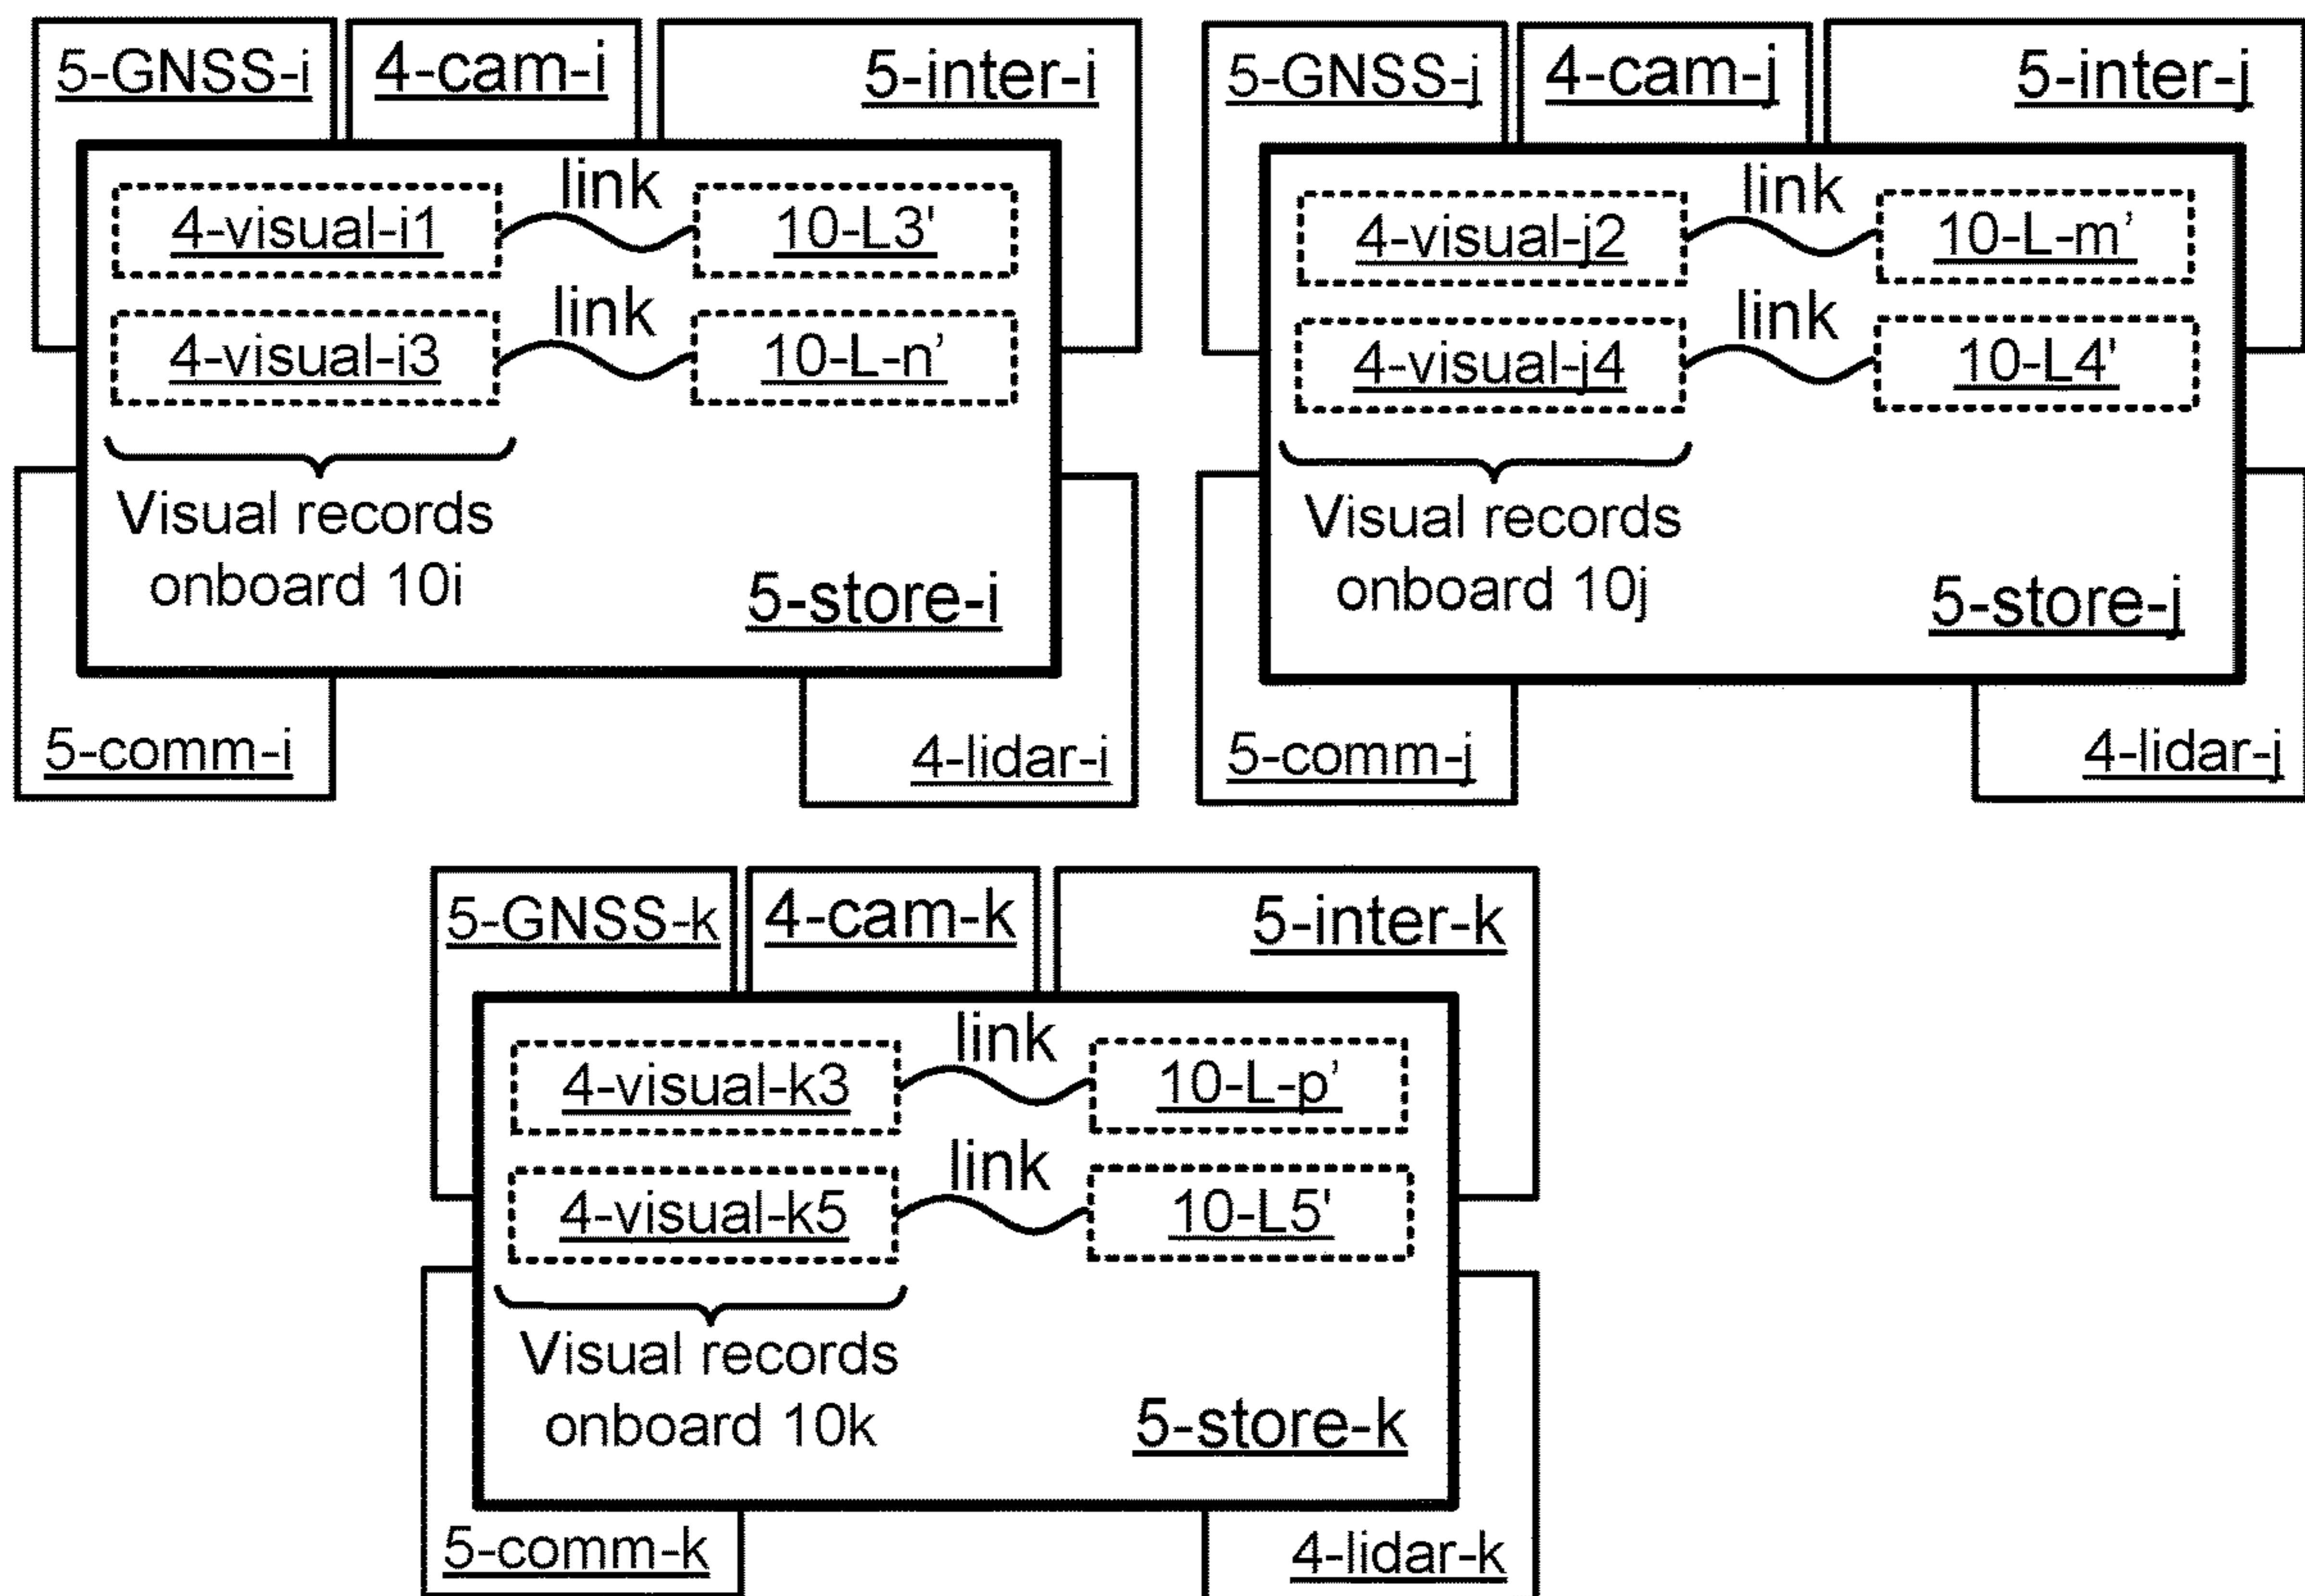 5-GNSS-i
4-cam-i
5-inter-i
4-visual-i1
link
10-L3'
4-visual-i3
link
10-L-n’
Visual records
onboard 10i
5-store-i
5-comm-i
4-lidar-i
5-GNSS-j
4-cam-j
5-inter-j
4-visual-j2
link
10-L-m’
4-visual-j4
link
10-L4'
Visual records
onboard 10j
5-store-j
5-comm-j
4-lidar-j
5-GNSS-k
4-cam-k
5-inter-k
4-visual-k3
link
10-L-p’
4-visual-k5
link
10-L5'
Visual records
onboard 10k
5-store-k
5-comm-k
4-lidar-k